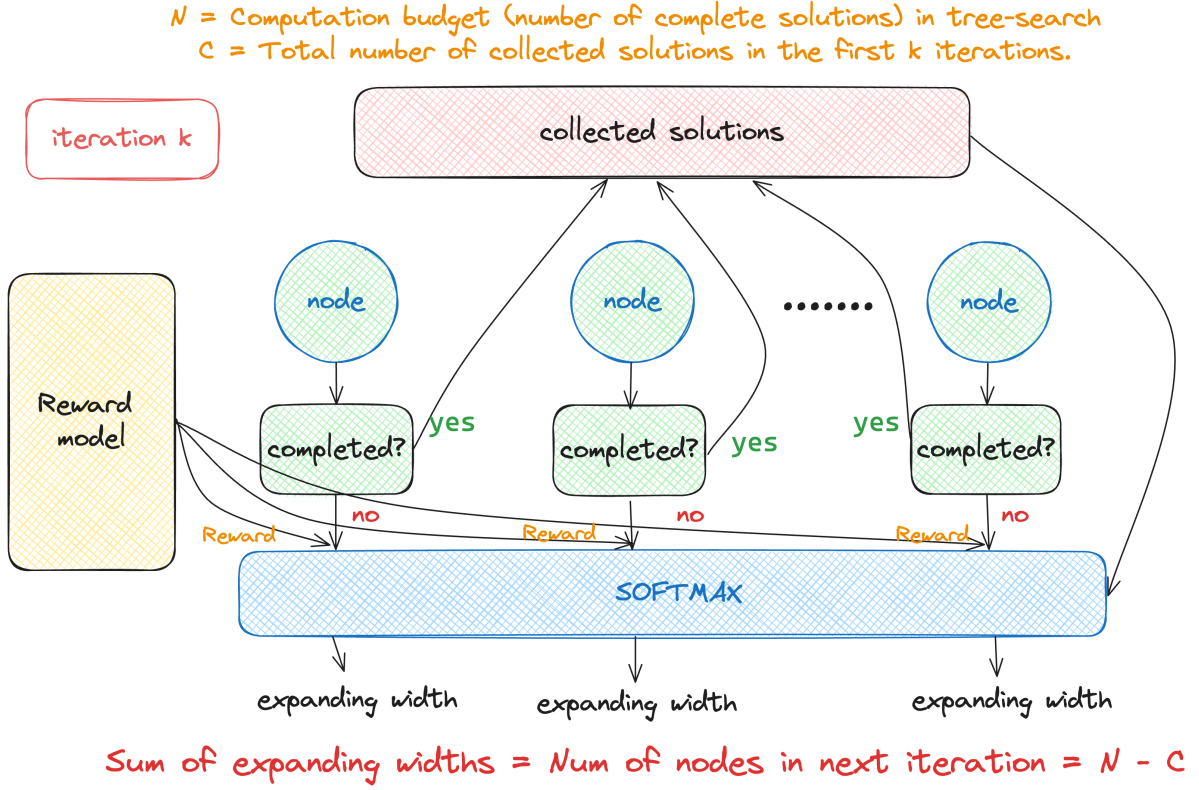 N = Computation budget (number of complete solutions) in tree-search
C = Total number of collected solutions in the first k iterations.
iteration k
collected solutions
node
node
node
Reward
model
yes
yes
yes
completed?
completed?
completed?
no
no
no
Reward
Reward
Reward
SOFTMAX
expanding width
expanding width
expanding width
Sum of expanding widths = Num of nodes in next iteration = N - C